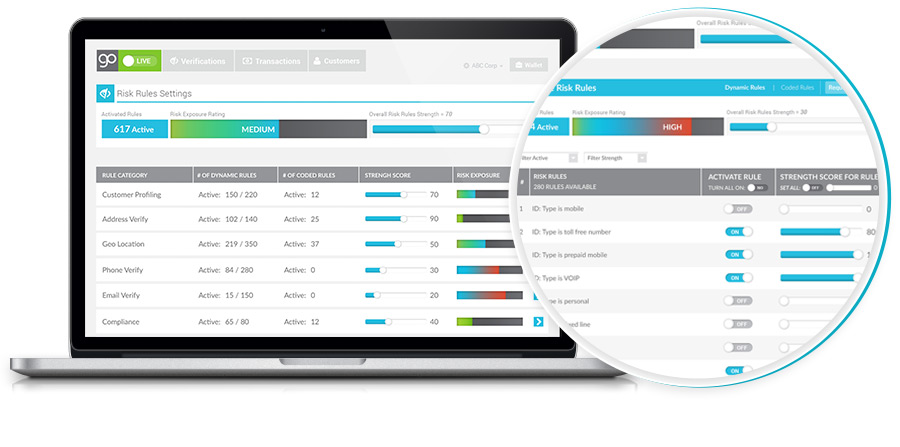 go LIVE Verifications Transactions Customers ABC Corp Wallet
Risk Rules Settings
Activated Rules Risk Exposure Rating Overall Risk Rules Strength = 70
617 Active MEDIUM
RULE CATEGORY # OF DYNAMIC RULES # OF CODED RULES STRENGH SCORE RISK EXPOSURE
Customer Profiling Active: 150 / 220 Active: 12 70
Address Verify Active: 102 / 140 Active: 25 90
Geo Location Active: 219 / 350 Active: 37 50
Phone Verify Active: 84 / 280 Active: 0 30
Email Verify Active: 15 / 150 Active: 0 20
Compliance Active: 65 / 80 Active: 12 40
Overall Risk Rules
Risk Rules Dynamic Rules | Coded Rules
Rules Risk Exposure Rating Overall Risk Rules Strength = 30
4 Active HIGH
Filter Active Filter Strength
# RISK RULES ACTIVATE RULE STRENGTH SCORE FOR RULE
280 RULES AVAILABLE TURN ALL ON: NO SET ALL: OFF 0
1 ID: Type is mobile OFF 0
2 ID: Type is toll free number ON 80
ID: Type is prepaid mobile ON 1
ID: Type is VOIP ON
Type is personal OFF
line OFF
OFF
ON